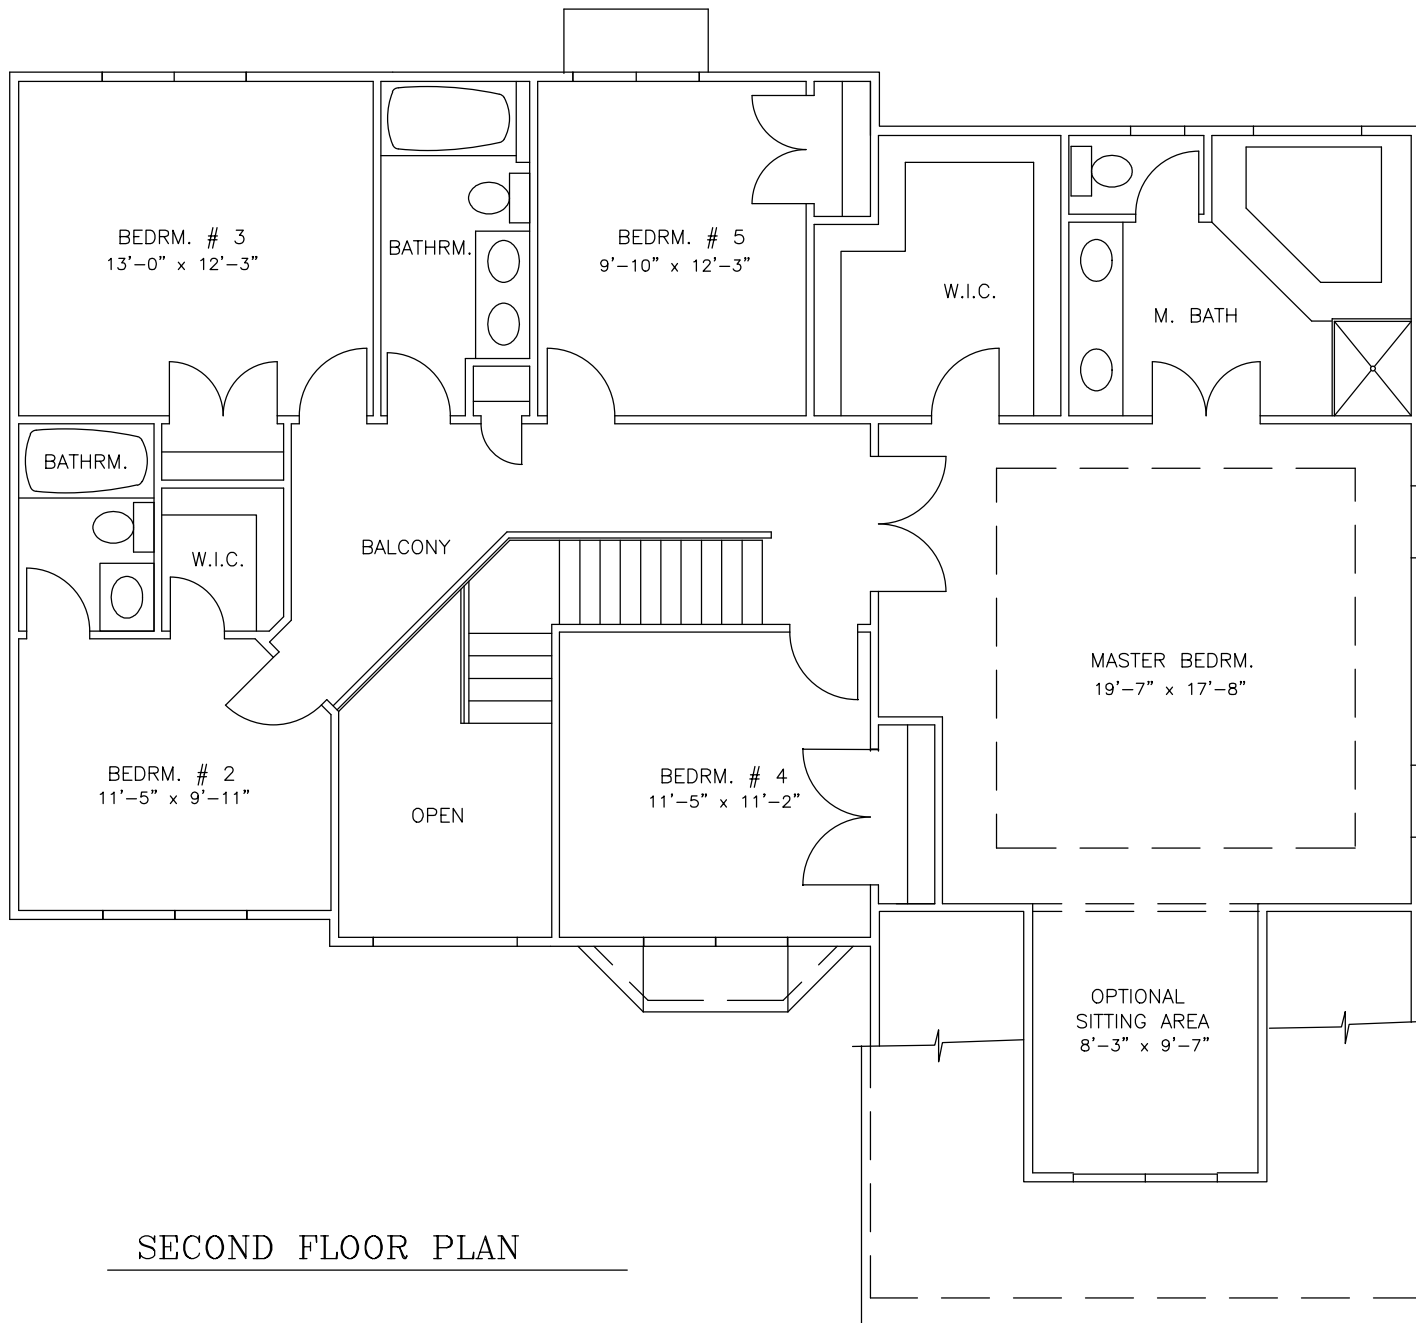 BEDRM. # 3
13'-0" x 12'-3"
BATHRM.
BEDRM. # 5
9'-10" x 12'-3"
W.I.C.
M. BATH
BATHRM.
W.I.C.
BALCONY
MASTER BEDRM.
19'-7" x 17'-8"
BEDRM. # 2
11'-5" x 9'-11"
OPEN
BEDRM. # 4
11'-5" x 11'-2"
OPTIONAL
SITTING AREA
8'-3" x 9'-7"
SECOND FLOOR PLAN